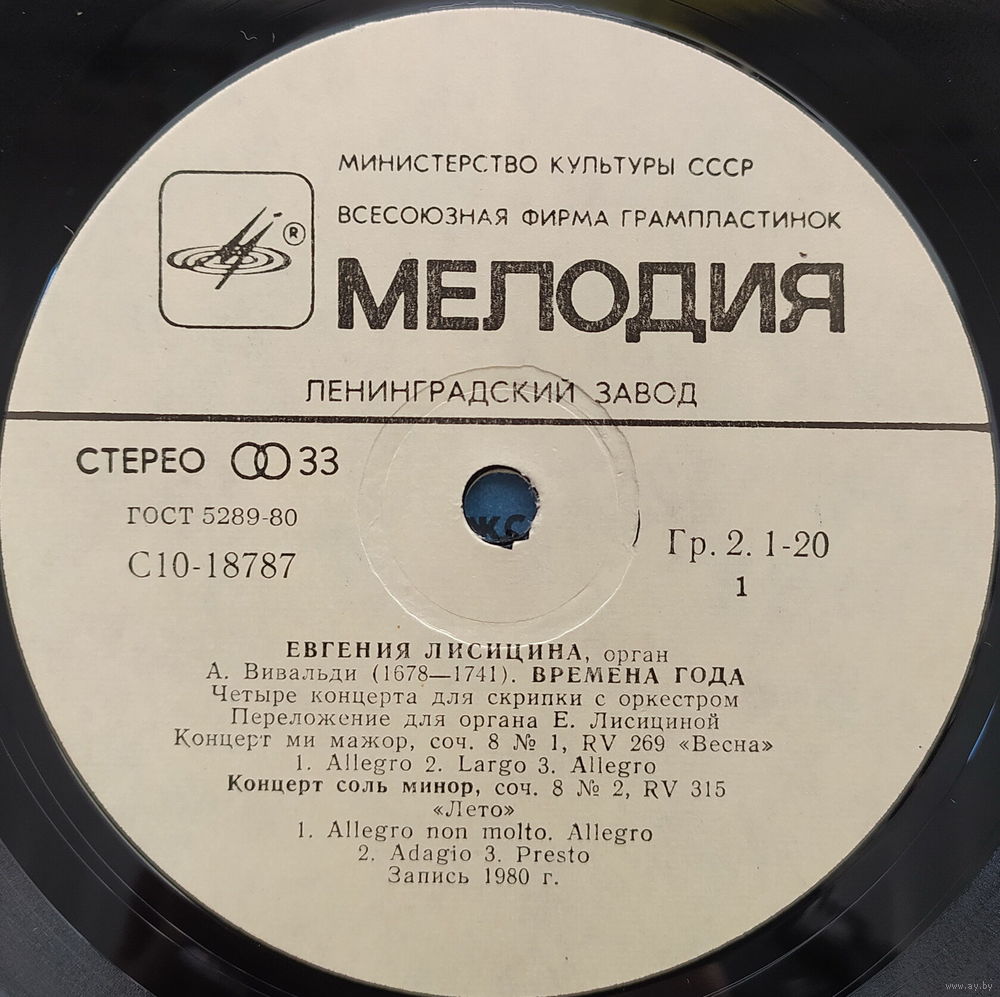 МИНИСТЕРСТВО КУЛЬТУРЫ СССР
ВСЕСОЮЗНАЯ ФИРМА ГРАМПЛАСТИНОК
®
МЕЛОДИЯ
ЛЕНИНГРАДСКИЙ ЗАВОД
СТЕРЕО 33
ГОСТ 5289-80
С10-18787
Гр. 2. 1-20
1
ЕВГЕНИЯ ЛИСИЦИНА, орган
А. Вивальди (1678—1741). ВРЕМЕНА ГОДА
Четыре концерта для скрипки с оркестром
Переложение для органа Е. Лисициной
Концерт ми мажор, соч. 8 № 1, RV 269 «Весна»
1. Allegro 2. Largo 3. Allegro
Концерт соль минор, соч. 8 № 2, RV 315
«Лето»
1. Allegro non molto. Allegro
2. Adagio 3. Presto
Запись 1980 г.
www.ay.by